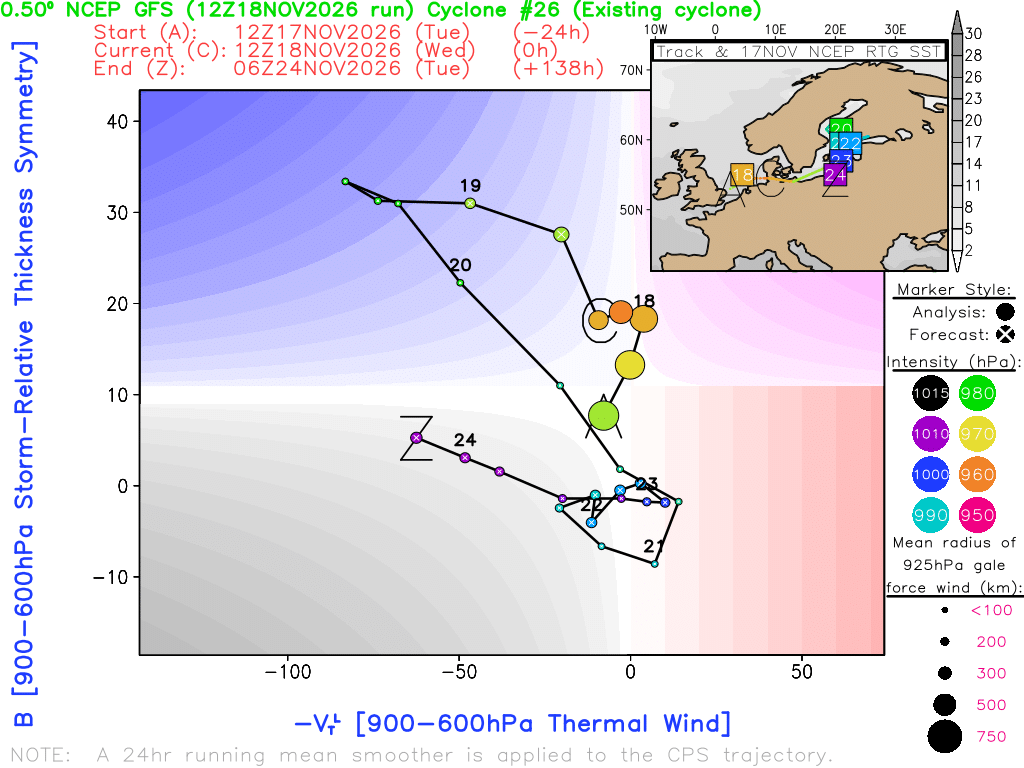 0.50º NCEP GFS (12Z18NOV2026 run) Cyclone #26 (Existing cyclone)
Start (A): 12Z17NOV2026 (Tue) (−24h)
Current (C): 12Z18NOV2026 (Wed) (0h)
End (Z): 06Z24NOV2026 (Tue) (+138h)
B [900−600hPa Storm−Relative Thickness Symmetry]
40
30
20
10
0
−10
−100
−50
0
50
19
20
18
C
A
Z
24
22
23
21
−V_T^L [900−600hPa Thermal Wind]
NOTE: A 24hr running mean smoother is applied to the CPS trajectory.
10W 0 10E 20E 30E
Track & 17NOV NCEP RTG SST
70N
60N
50N
18
A
C
20
222
23
24
Z
30
28
26
23
20
17
14
11
8
5
2
Marker Style:
Analysis:
Forecast:
Intensity (hPa):
1015 980
1010 970
1000 960
990 950
Mean radius of
925hPa gale
force wind (km):
<100
200
300
500
750